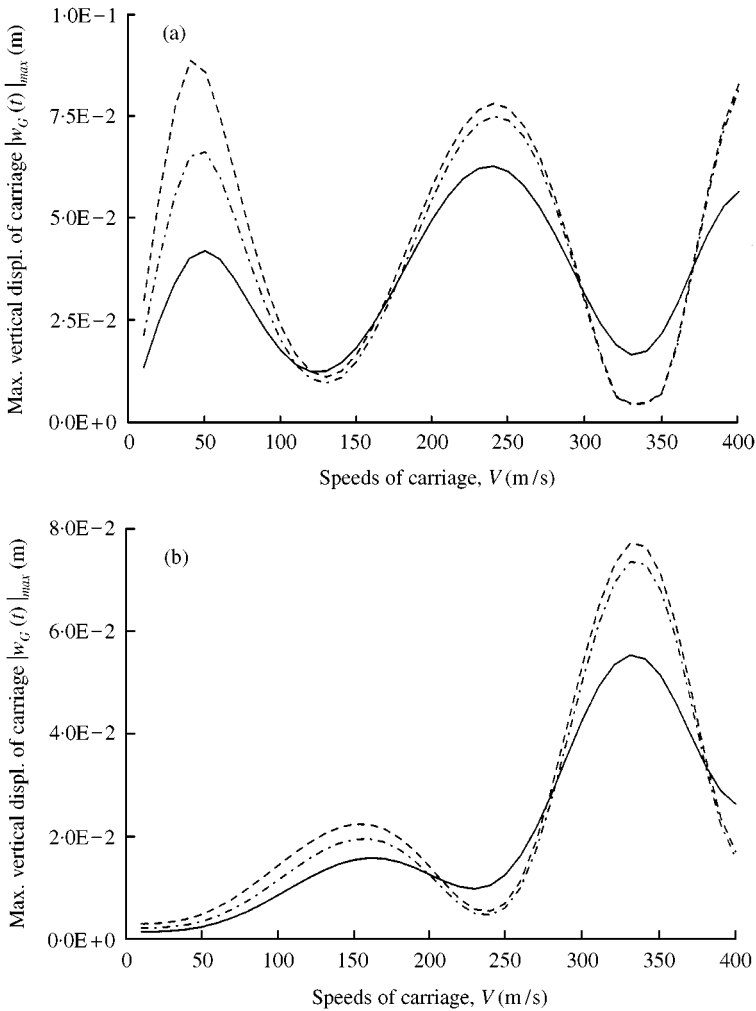 (a)
Max. vertical displ. of carriage |w_G (t) |_max (m)
1·0E-1
7·5E-2
5·0E-2
2·5E-2
0·0E+0
0 50 100 150 200 250 300 350 400
Speeds of carriage, V (m/s)
(b)
Max. vertical displ. of carriage |w_G (t) |_max (m)
8·0E-2
6·0E-2
4·0E-2
2·0E-2
0·0E+0
0 50 100 150 200 250 300 350 400
Speeds of carriage, V (m/s)